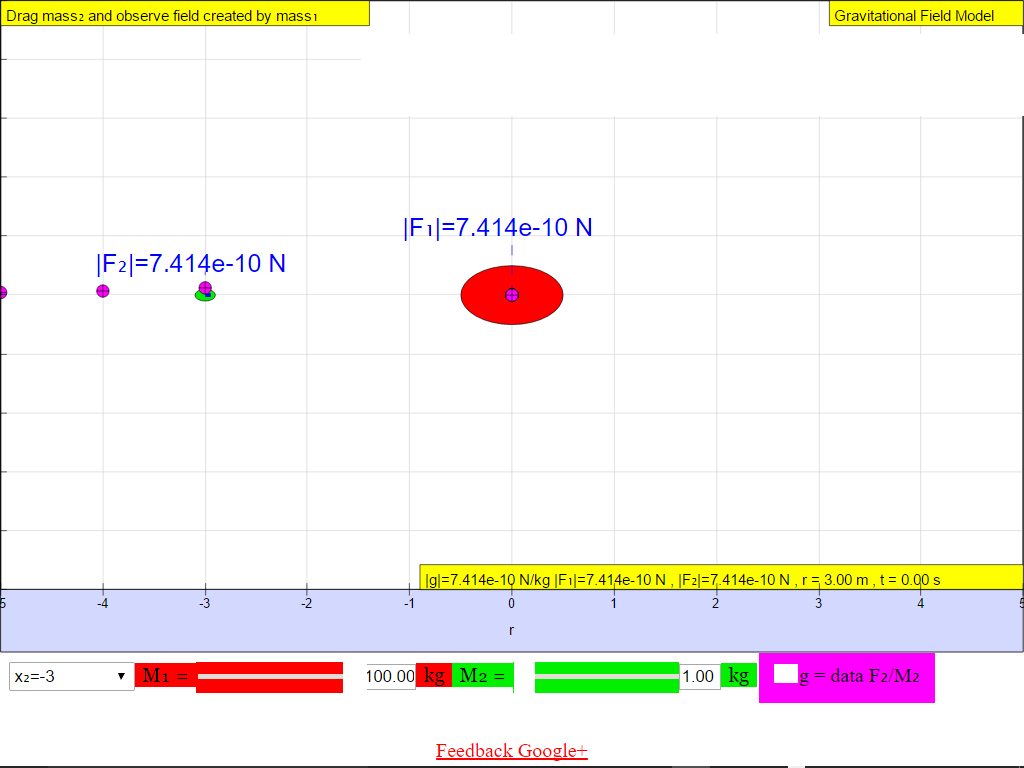 Drag mass₂ and observe field created by mass₁
Gravitational Field Model
|F₁|=7.414e-10 N
|F₂|=7.414e-10 N
|g|=7.414e-10 N/kg |F₁|=7.414e-10 N , |F₂|=7.414e-10 N , r = 3.00 m , t = 0.00 s
5 -4 -3 -2 -1 0 1 2 3 4 5
r
x₂=-3 ▼ M₁ = 100.00 kg M₂ = 1.00 kg g = data F₂/M₂
Feedback Google+